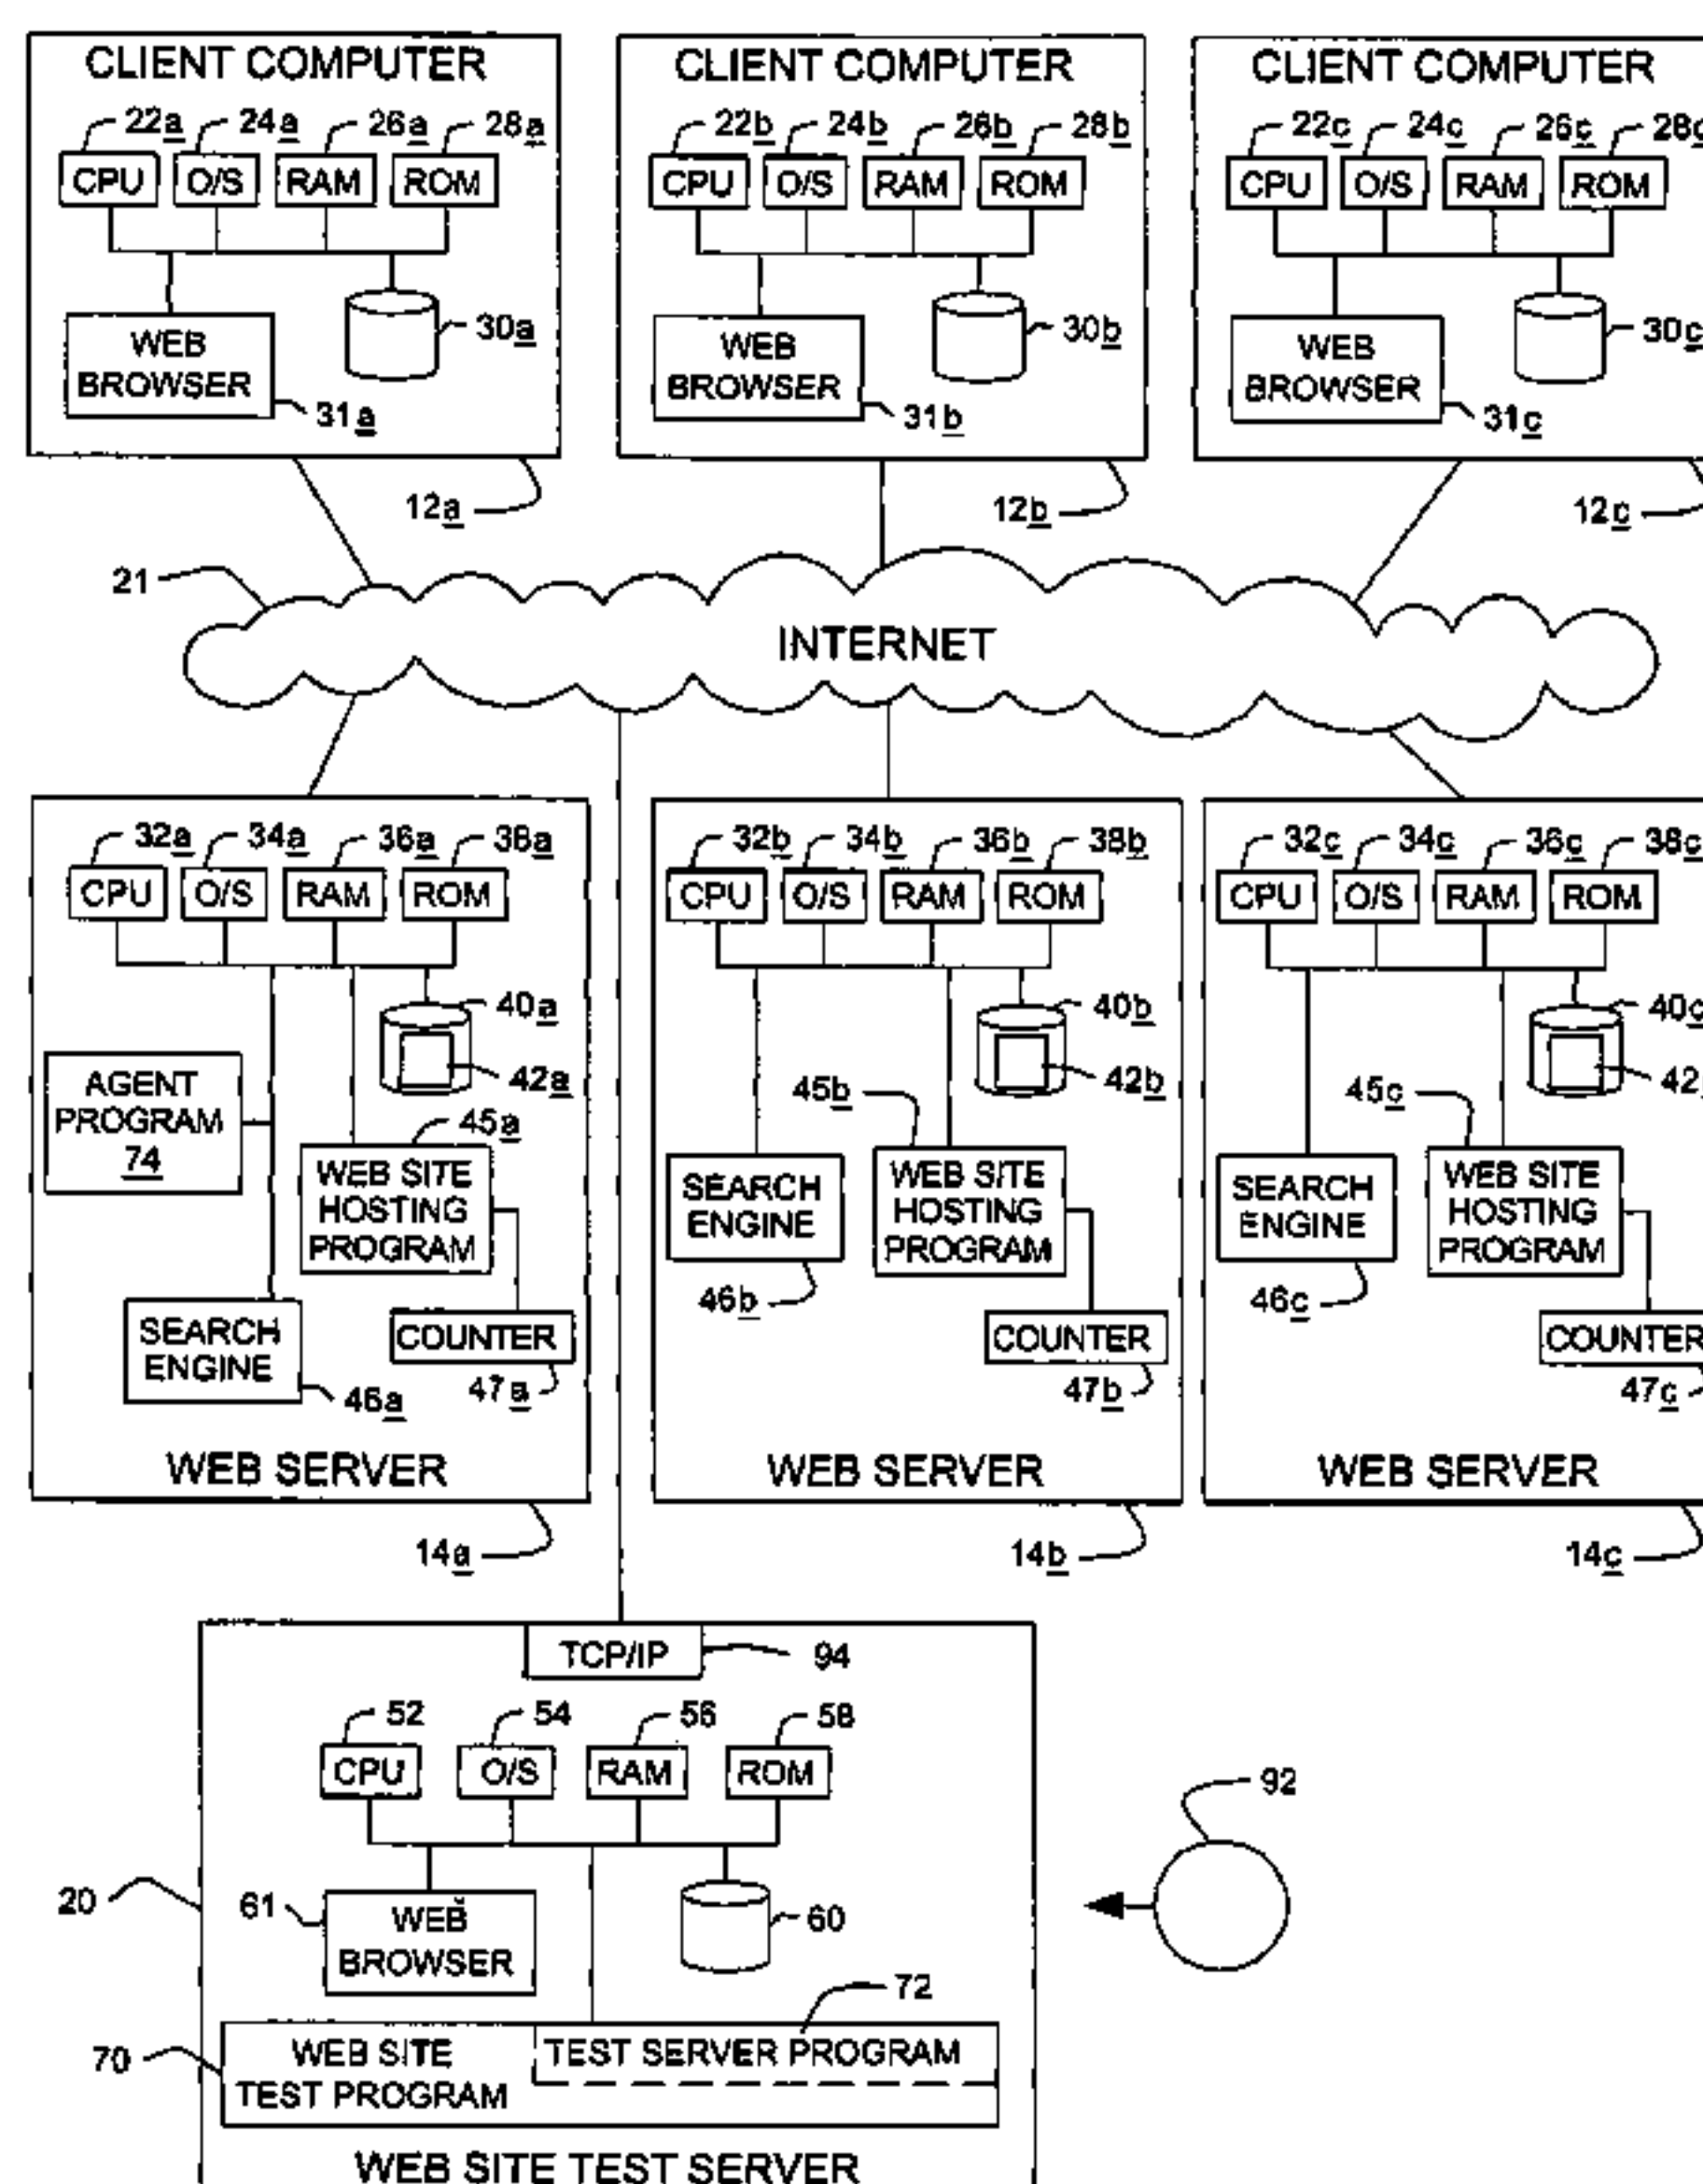 CLIENT COMPUTER
CLIENT COMPUTER
CLIENT COMPUTER
22a 24a 26a 28a
22b 24b 26b 28b
22c 24c 26c 28c
CPU O/S RAM ROM
CPU O/S RAM ROM
CPU O/S RAM ROM
WEB
BROWSER
30a
31a
WEB
BROWSER
30b
31b
WEB
BROWSER
30c
31c
12a
12b
12c
21
INTERNET
32a 34a 36a 38a
CPU O/S RAM ROM
40a
42a
AGENT
PROGRAM
74
45a
WEB SITE
HOSTING
PROGRAM
SEARCH
ENGINE
46a
COUNTER
47a
WEB SERVER
14a
32b 34b 36b 38b
CPU O/S RAM ROM
40b
42b
45b
SEARCH
ENGINE
WEB SITE
HOSTING
PROGRAM
46b
COUNTER
47b
WEB SERVER
14b
32c 34c 36c 38c
CPU O/S RAM ROM
40c
42
45c
SEARCH
ENGINE
WEB SITE
HOSTING
PROGRAM
46c
COUNTER
47c
WEB SERVER
14c
TCP/IP
94
52 54 56 58
CPU O/S RAM ROM
92
20
61
WEB
BROWSER
60
72
70
WEB SITE
TEST PROGRAM
TEST SERVER PROGRAM
WEB SITE TEST SERVER